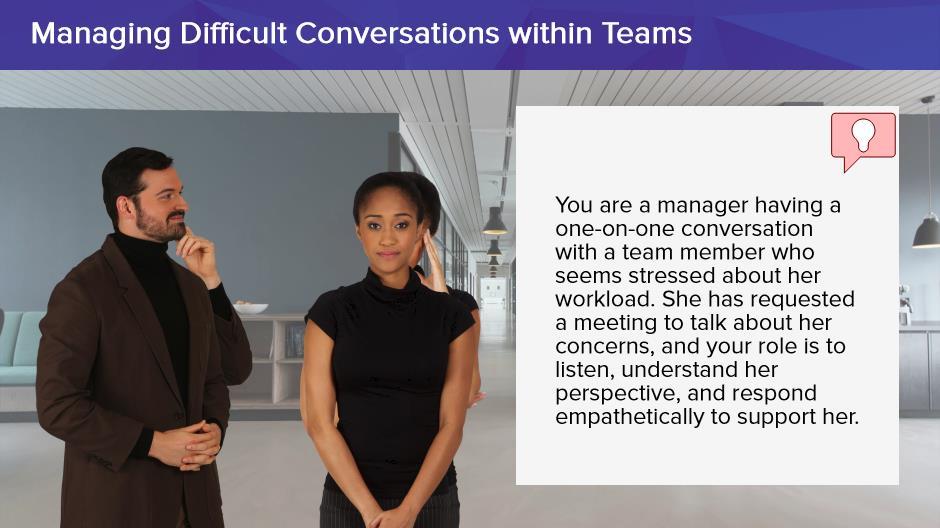 Managing Difficult Conversations within Teams
You are a manager having a
one-on-one conversation
with a team member who
seems stressed about her
workload. She has requested
a meeting to talk about her
concerns, and your role is to
listen, understand her
perspective, and respond
empathetically to support her.